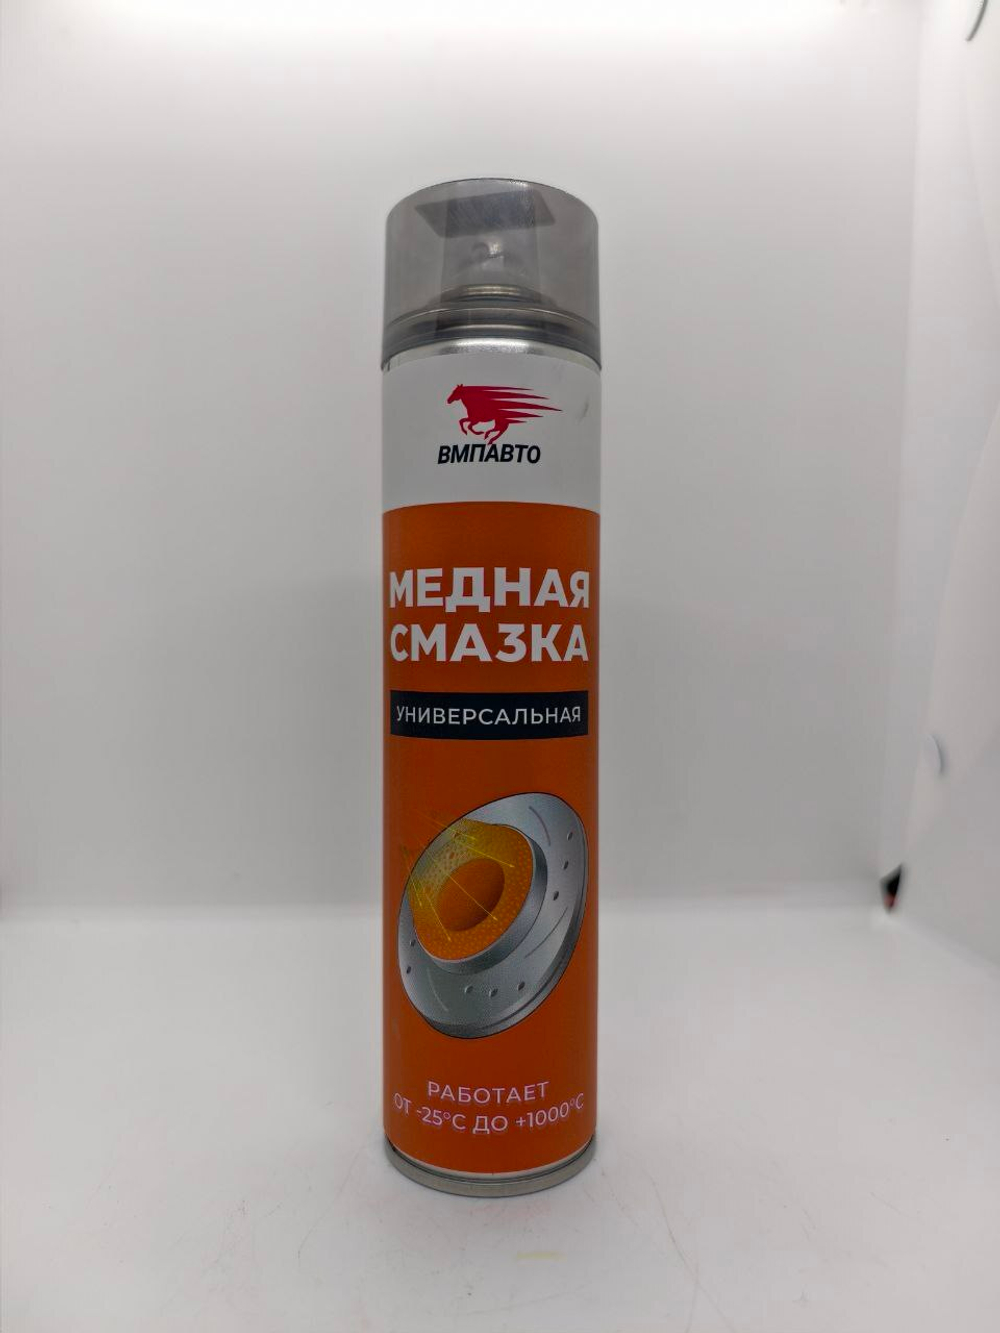 ВМПАВТО
МЕДНАЯ
СМАЗКА
УНИВЕРСАЛЬНАЯ
РАБОТАЕТ
ОТ -25°C ДО +1000°C